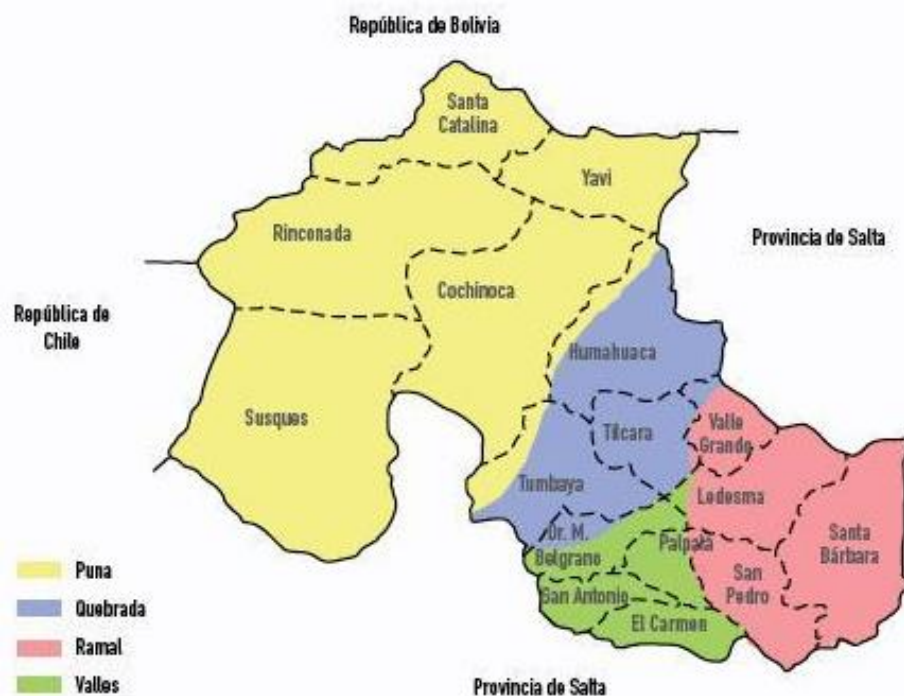 República de Bolivia
Santa
Catalina
Yavi
Rinconada
Provincia de Salta
Cochinoca
República de
Chile
Humahuaca
Susques
Tilcara
Valle
Grande
Tumbaya
Ledesma
Dr. M.
Belgrano
Palpalá
Santa
Bárbara
San
Pedro
San Antonio
El Carmen
Puna
Quebrada
Ramal
Valles
Provincia de Salta